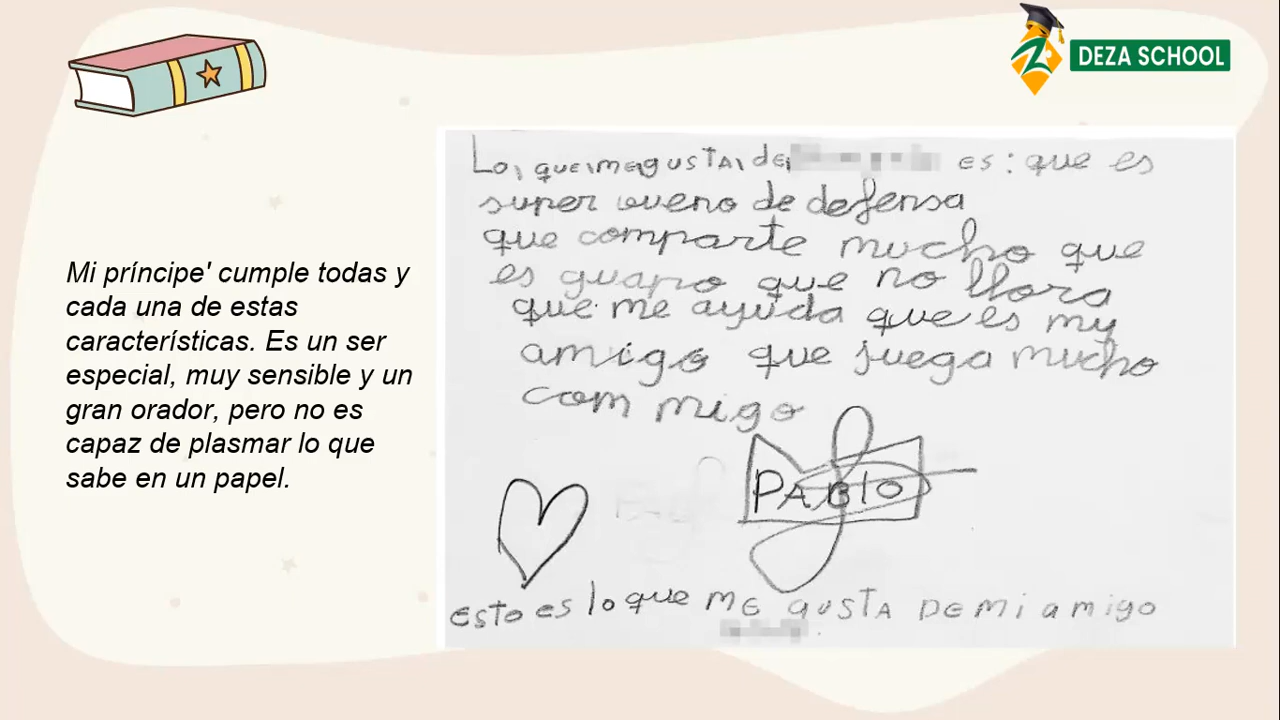 DEZA SCHOOL
Mi príncipe' cumple todas y
cada una de estas
características. Es un ser
especial, muy sensible y un
gran orador, pero no es
capaz de plasmar lo que
sabe en un papel.
Lo, que, me gusta, de, es: que es
super vueno de defensa
que comparte mucho que
es guapo que no llora
que me ayuda que es my
amigo que juega mucho
com migo
PABlO
esto es lo que me gusta de mi amigo